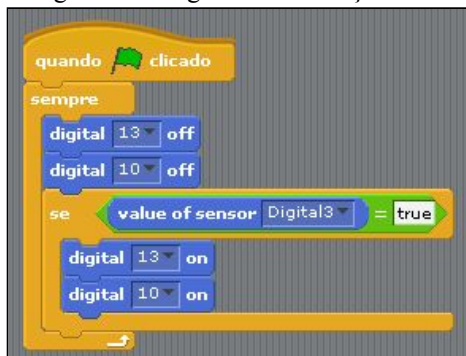 quando clicado
sempre
digital 13 off
digital 10 off
se value of sensor Digital3 = true
digital 13 on
digital 10 on